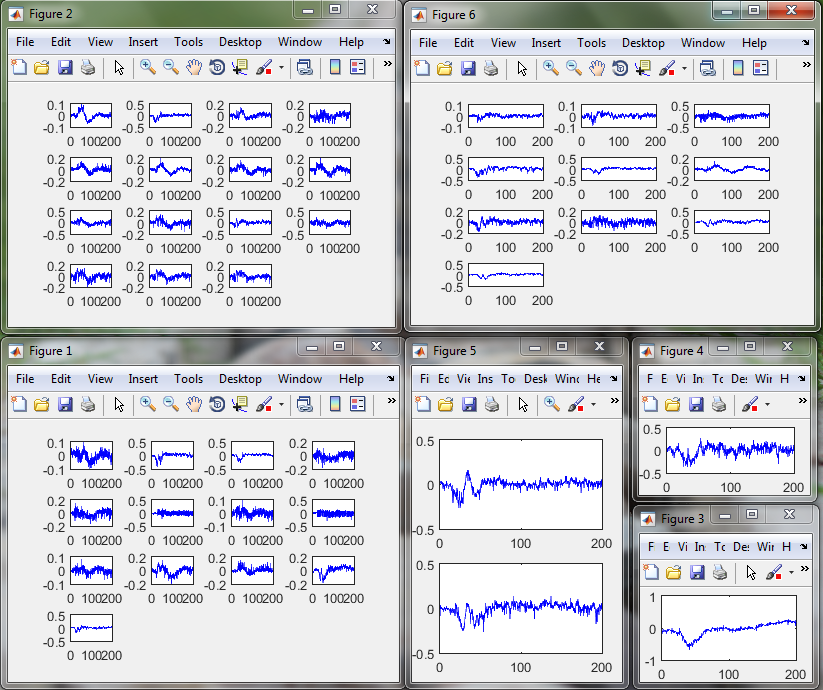 Figure 2
File Edit View Insert Tools Desktop Window Help
0.1 0.5 0.2 0.2
0 0 0 0
-0.1 -0.5 -0.2 -0.2
0 100200 0 100200 0 100200 0 100200
0.2 0.2 0.2 0.2
0 0 0 0
-0.2 -0.2 -0.2 -0.2
0 100200 0 100200 0 100200 0 100200
0.5 0.2 0.5 0.5
0 0 0 0
-0.5 -0.2 -0.5 -0.5
0 100200 0 100200 0 100200 0 100200
0.2 0.2 0.2
0 0 0
-0.2 -0.2 -0.2
0 100200 0 100200 0 100200
Figure 6
File Edit View Insert Tools Desktop Window Help
0.5 0.2 0.5
0 0 0
-0.5 -0.2 -0.5
0 100 200 0 100 200 0 100 200
0.5 0.5 0.2
0 0 0
-0.5 -0.5 -0.2
0 100 200 0 100 200 0 100 200
0.2 0.2 0.5
0 0 0
-0.2 -0.2 -0.5
0 100 200 0 100 200 0 100 200
0.5
0
-0.5
0 100 200
Figure 1
File Edit View Insert Tools Desktop Window Help
0.1 0.5 0.5 0.2
0 0 0 0
-0.1 -0.5 -0.5 -0.2
0 100200 0 100200 0 100200 0 100200
0.2 0.5 0.1 0.5
0 0 0 0
-0.2 -0.5 -0.1 -0.5
0 100200 0 100200 0 100200 0 100200
0.1 0.2 0.2 0.2
0 0 0 0
-0.1 -0.2 -0.2 -0.2
0 100200 0 100200 0 100200 0 100200
0.5
0
-0.5
0 100200
Figure 5
Fi Ec Vie Ins To Desk Winc He
0.5
0
-0.5
0 100 200
0.5
0
-0.5
0 100 200
Figure 4
F E Vi In Tc De: Wir H
0.5
0
-0.5
0 100 200
Figure 3
F E Vi In Tc De: Wir H
1
0
-1
0 100 200